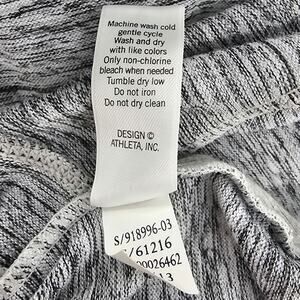 Machine wash cold
gentle cycle
Wash and dry
with like colors
Only non-chlorine
bleach when needed
Tumble dry low
Do not iron
Do not dry clean
DESIGN ©
ATHLETA, INC.
S/918996-03
/61216
00026462